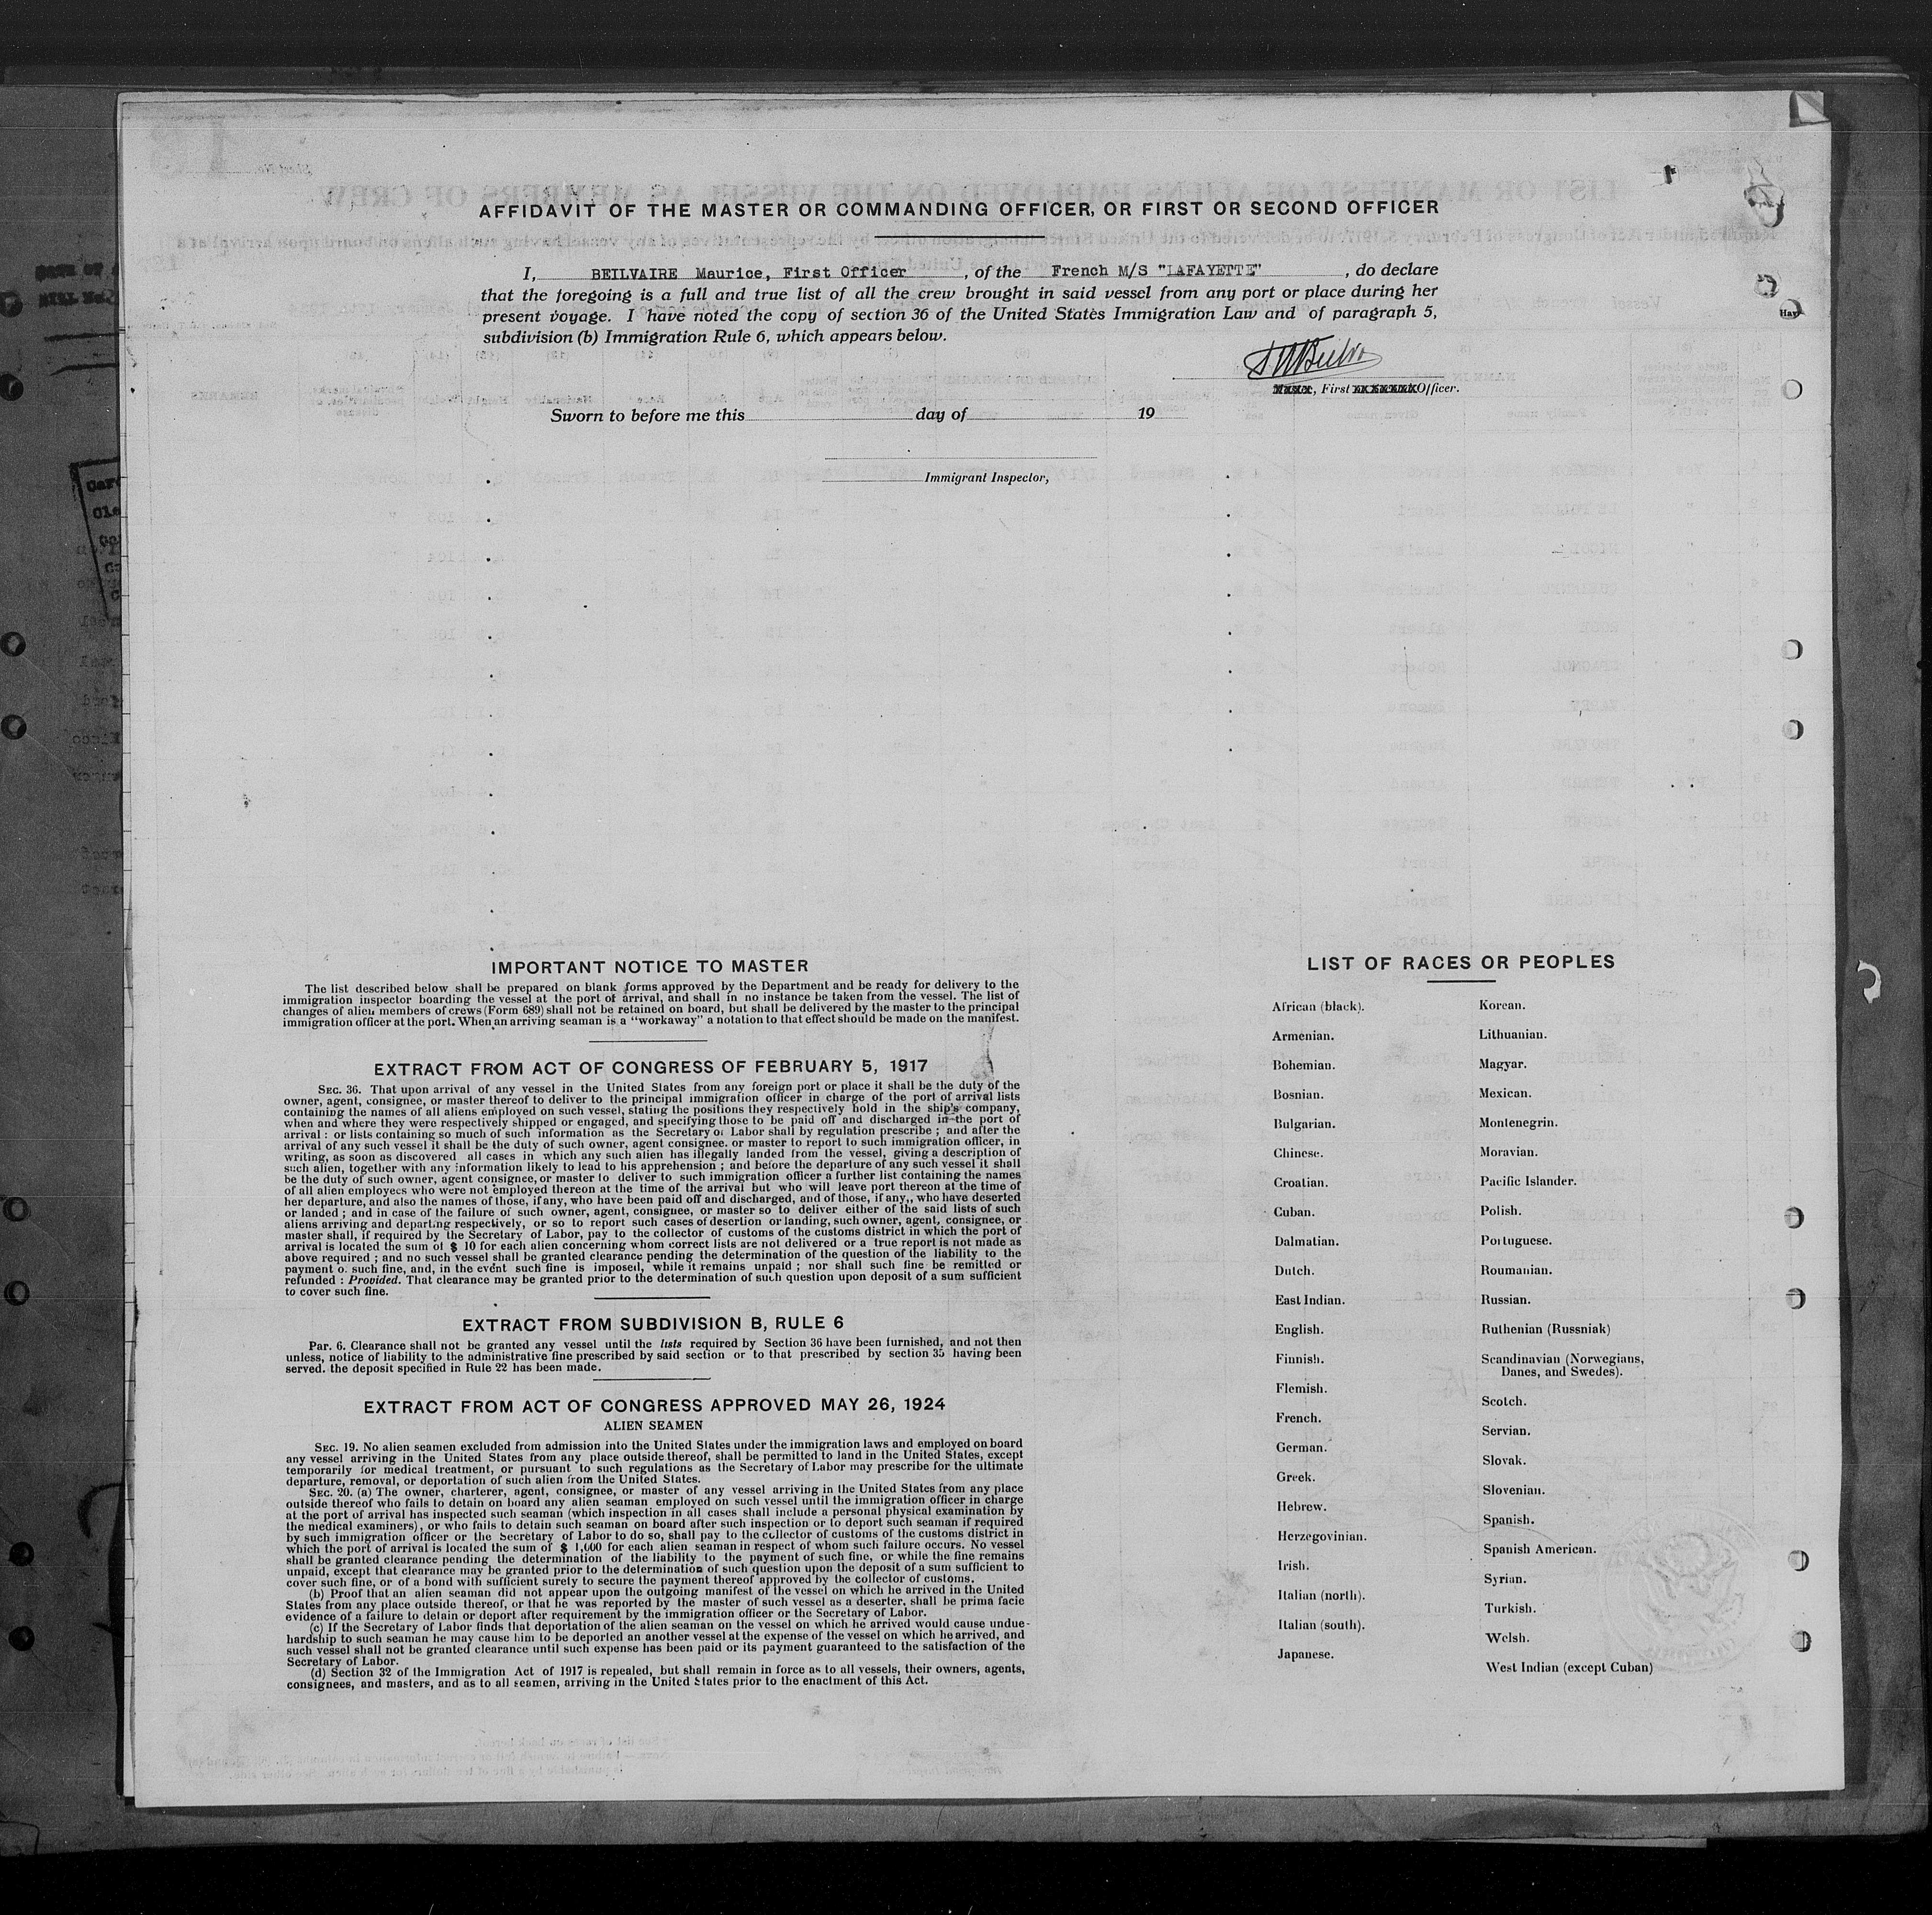 AFFIDAVIT OF THE MASTER OR COMMANDING OFFICER, OR FIRST OR SECOND OFFICER
I, BEILVAIRE Maurice, First Officer, of the French M/S "LAFAYETTE", do declare
that the foregoing is a full and true list of all the crew brought in said vessel from any port or place during her
present voyage. I have noted the copy of section 36 of the United States Immigration Law and of paragraph 5,
subdivision (b) Immigration Rule 6, which appears below.
, First Officer.
Sworn to before me this day of 19
Immigrant Inspector,
IMPORTANT NOTICE TO MASTER
The list described below shall be prepared on blank forms approved by the Department and be ready for delivery to the
immigration inspector boarding the vessel at the port of arrival, and shall in no instance be taken from the vessel. The list of
changes of alien members of crews (Form 689) shall not be retained on board, but shall be delivered by the master to the principal
immigration officer at the port. When an arriving seaman is a "workaway" a notation to that effect should be made on the manifest.
EXTRACT FROM ACT OF CONGRESS OF FEBRUARY 5, 1917
SEC. 36. That upon arrival of any vessel in the United States from any foreign port or place it shall be the duty of the
owner, agent, consignee, or master thereof to deliver to the principal immigration officer in charge of the port of arrival lists
containing the names of all aliens employed on such vessel, stating the positions they respectively hold in the ship's company,
when and where they were respectively shipped or engaged, and specifying those to be paid off and discharged in the port of
arrival : or lists containing so much of such information as the Secretary of Labor shall by regulation prescribe ; and after the
arrival of any such vessel it shall be the duty of such owner, agent consignee. or master to report to such immigration officer, in
writing, as soon as discovered all cases in which any such alien has illegally landed from the vessel, giving a description of
such alien, together with any information likely to lead to his apprehension ; and before the departure of any such vessel it shall
be the duty of such owner, agent consignee, or master to deliver to such immigration officer a further list containing the names
of all alien employees who were not employed thereon at the time of the arrival but who will leave port thereon at the time of
her departure, and also the names of those, if any, who have been paid off and discharged, and of those, if any,, who have deserted
or landed ; and in case of the failure of such owner, agent, consignee, or master so to deliver either of the said lists of such
aliens arriving and departing respectively, or so to report such cases of desertion or landing, such owner, agent, consignee, or
master shall, if required by the Secretary of Labor, pay to the collector of customs of the customs district in which the port of
arrival is located the sum of $ 10 for each alien concerning whom correct lists are not delivered or a true report is not made as
above required ; and no such vessel shall be granted clearance pending the determination of the question of the liability to the
payment o. such fine, and, in the event such fine is imposed, while it remains unpaid ; nor shall such fine be remitted or
refunded : Provided. That clearance may be granted prior to the determination of such question upon deposit of a sum sufficient
to cover such fine.
EXTRACT FROM SUBDIVISION B, RULE 6
Par. 6. Clearance shall not be granted any vessel until the lists required by Section 36 have been furnished, and not then
unless, notice of liability to the administrative fine prescribed by said section or to that prescribed by section 35 having been
served. the deposit specified in Rule 22 has been made.
EXTRACT FROM ACT OF CONGRESS APPROVED MAY 26, 1924
ALIEN SEAMEN
SEC. 19. No alien seamen excluded from admission into the United States under the immigration laws and employed on board
any vessel arriving in the United States from any place outside thereof, shall be permitted to land in the United States, except
temporarily for medical treatment, or pursuant to such regulations as the Secretary of Labor may prescribe for the ultimate
departure, removal, or deportation of such alien from the United States.
SEC. 20. (a) The owner, charterer, agent, consignee, or master of any vessel arriving in the United States from any place
outside thereof who fails to detain on board any alien seaman employed on such vessel until the immigration officer in charge
at the port of arrival has inspected such seaman (which inspection in all cases shall include a personal physical examination by
the medical examiners), or who fails to detain such seaman on board after such inspection or to deport such seaman if required
by such immigration officer or the Secretary of Labor to do so, shall pay to the collector of customs of the customs district in
which the port of arrival is located the sum of $ 1,000 for each alien seaman in respect of whom such failure occurs. No vessel
shall be granted clearance pending the determination of the liability to the payment of such fine, or while the fine remains
unpaid, except that clearance may be granted prior to the determination of such question upon the deposit of a sum sufficient to
cover such fine, or of a bond with sufficient surely to secure the payment thereof approved by the collector of customs.
(b) Proof that an alien seaman did not appear upon the outgoing manifest of the vessel on which he arrived in the United
States from any place outside thereof, or that he was reported by the master of such vessel as a deserter, shall be prima facie
evidence of a failure to detain or deport after requirement by the immigration officer or the Secretary of Labor.
(c) If the Secretary of Labor finds that deportation of the alien seaman on the vessel on which he arrived would cause undue-
hardship to such seaman he may cause him to be deported an another vessel at the expense of the vessel on which he arrived, and
such vessel shall not be granted clearance until such expense has been paid or its payment guaranteed to the satisfaction of the
Secretary of Labor.
(d) Section 32 of the Immigration Act of 1917 is repealed, but shall remain in force as to all vessels, their owners, agents,
consignees, and masters, and as to all seamen, arriving in the United States prior to the enactment of this Act.
LIST OF RACES OR PEOPLES
African (black).
Armenian.
Bohemian.
Bosnian.
Bulgarian.
Chinese.
Croatian.
Cuban.
Dalmatian.
Dutch.
East Indian.
English.
Finnish.
Flemish.
French.
German.
Greek.
Hebrew.
Herzegovinian.
Irish.
Italian (north).
Italian (south).
Japanese.
Korean.
Lithuanian.
Magyar.
Mexican.
Montenegrin.
Moravian.
Pacific Islander.
Polish.
Portuguese.
Roumanian.
Russian.
Ruthenian (Russniak)
Scandinavian (Norwegians,
Danes, and Swedes).
Scotch.
Servian.
Slovak.
Slovenian.
Spanish.
Spanish American.
Syrian.
Turkish.
Welsh.
West Indian (except Cuban)